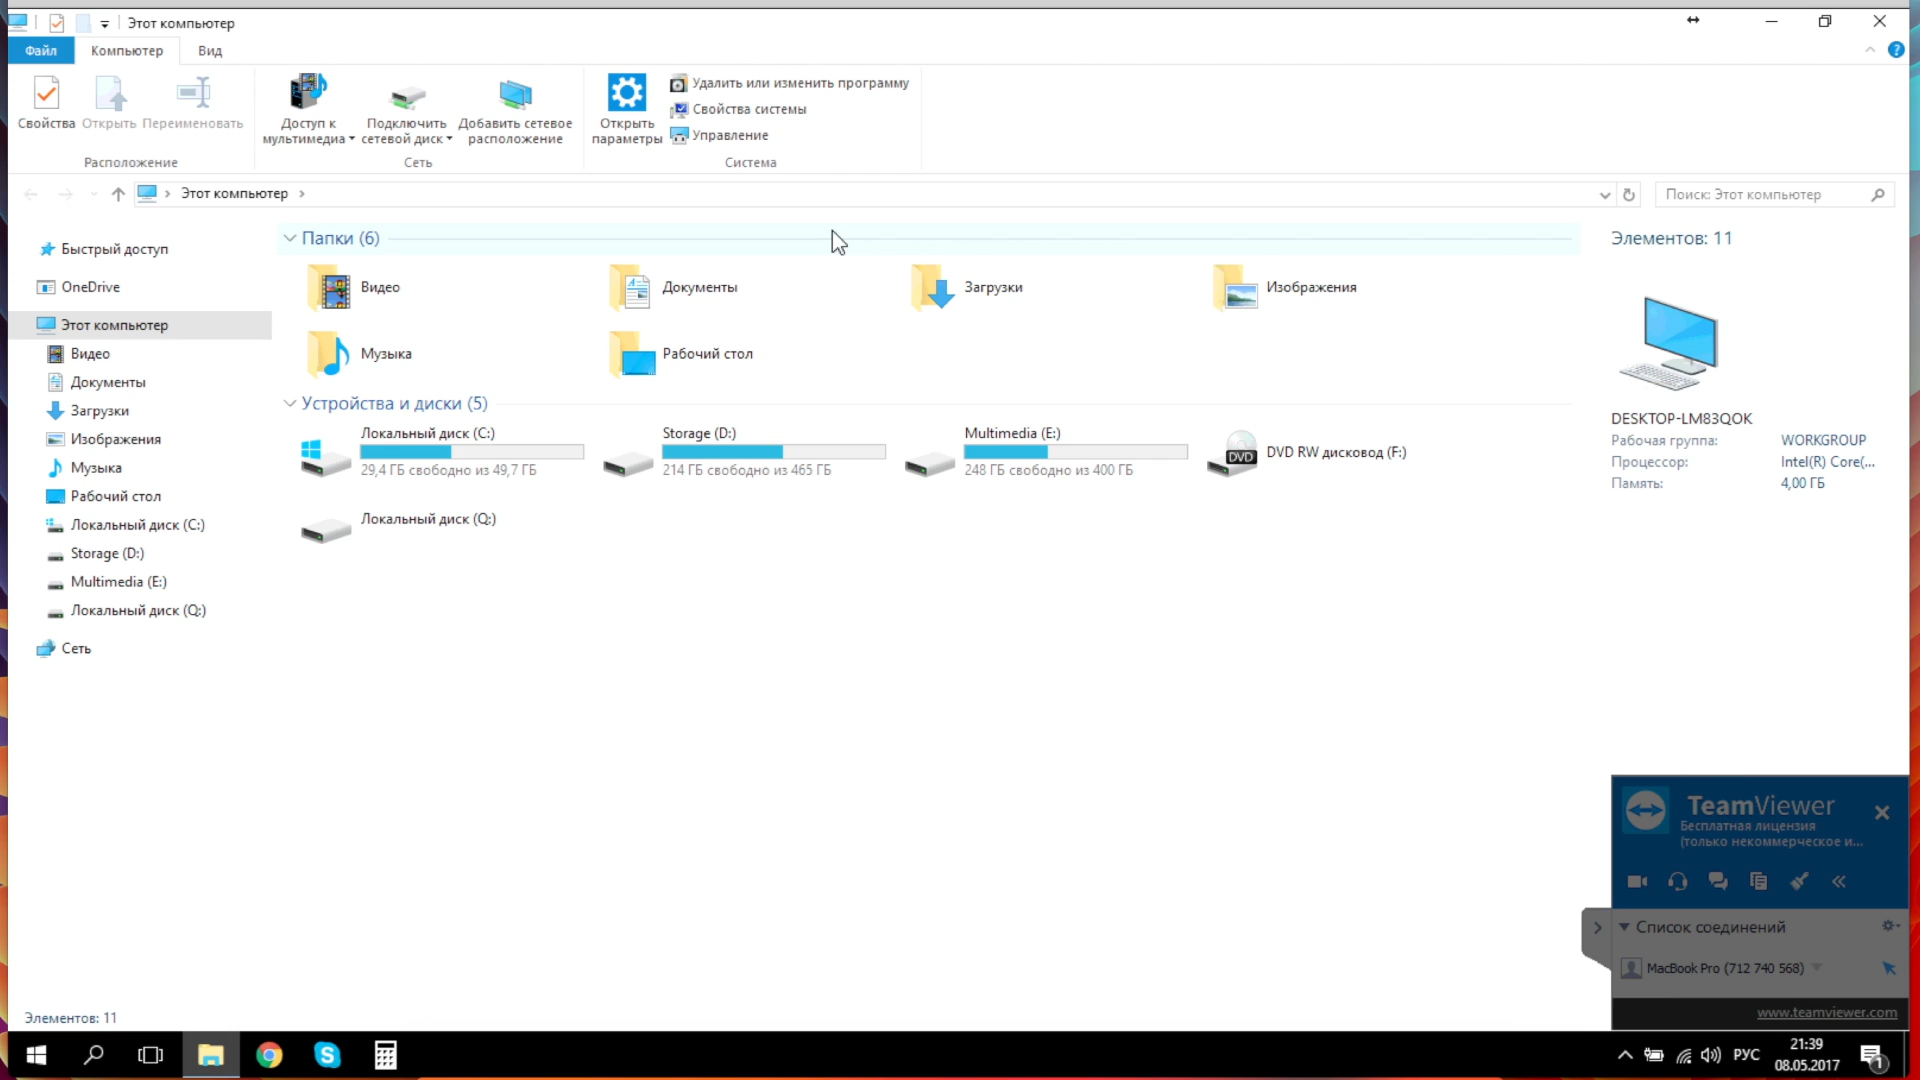 Этот компьютер
Файл Компьютер Вид
Свойства Открыть Переименовать
Расположение
Доступ к мультимедиа
Подключить сетевой диск
Добавить сетевое расположение
Сеть
Открыть параметры
Удалить или изменить программу
Свойства системы
Управление
Система
Этот компьютер
Поиск: Этот компьютер
Быстрый доступ
OneDrive
Этот компьютер
Видео
Документы
Загрузки
Изображения
Музыка
Рабочий стол
Локальный диск (C:)
Storage (D:)
Multimedia (E:)
Локальный диск (Q:)
Сеть
Папки (6)
Видео
Документы
Загрузки
Изображения
Музыка
Рабочий стол
Устройства и диски (5)
Локальный диск (C:)
29,4 ГБ свободно из 49,7 ГБ
Storage (D:)
214 ГБ свободно из 465 ГБ
Multimedia (E:)
248 ГБ свободно из 400 ГБ
DVD
DVD RW дисковод (F:)
Локальный диск (Q:)
Элементов: 11
DESKTOP-LM83QOK
Рабочая группа: WORKGROUP
Процессор: Intel(R) Core(...
Память: 4,00 ГБ
TeamViewer
Бесплатная лицензия
(только некоммерческое и...
Список соединений
MacBook Pro (712 740 568)
www.teamviewer.com
Элементов: 11
РУС
21:39
08.05.2017
1